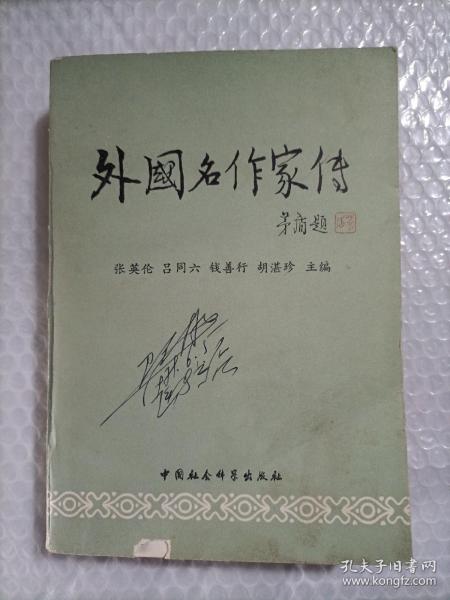 外國名作家传
茅盾题
张英伦 吕同六 钱善行 胡湛珍 主编
中国社会科学出版社
孔夫子旧书网
www.kongfz.com